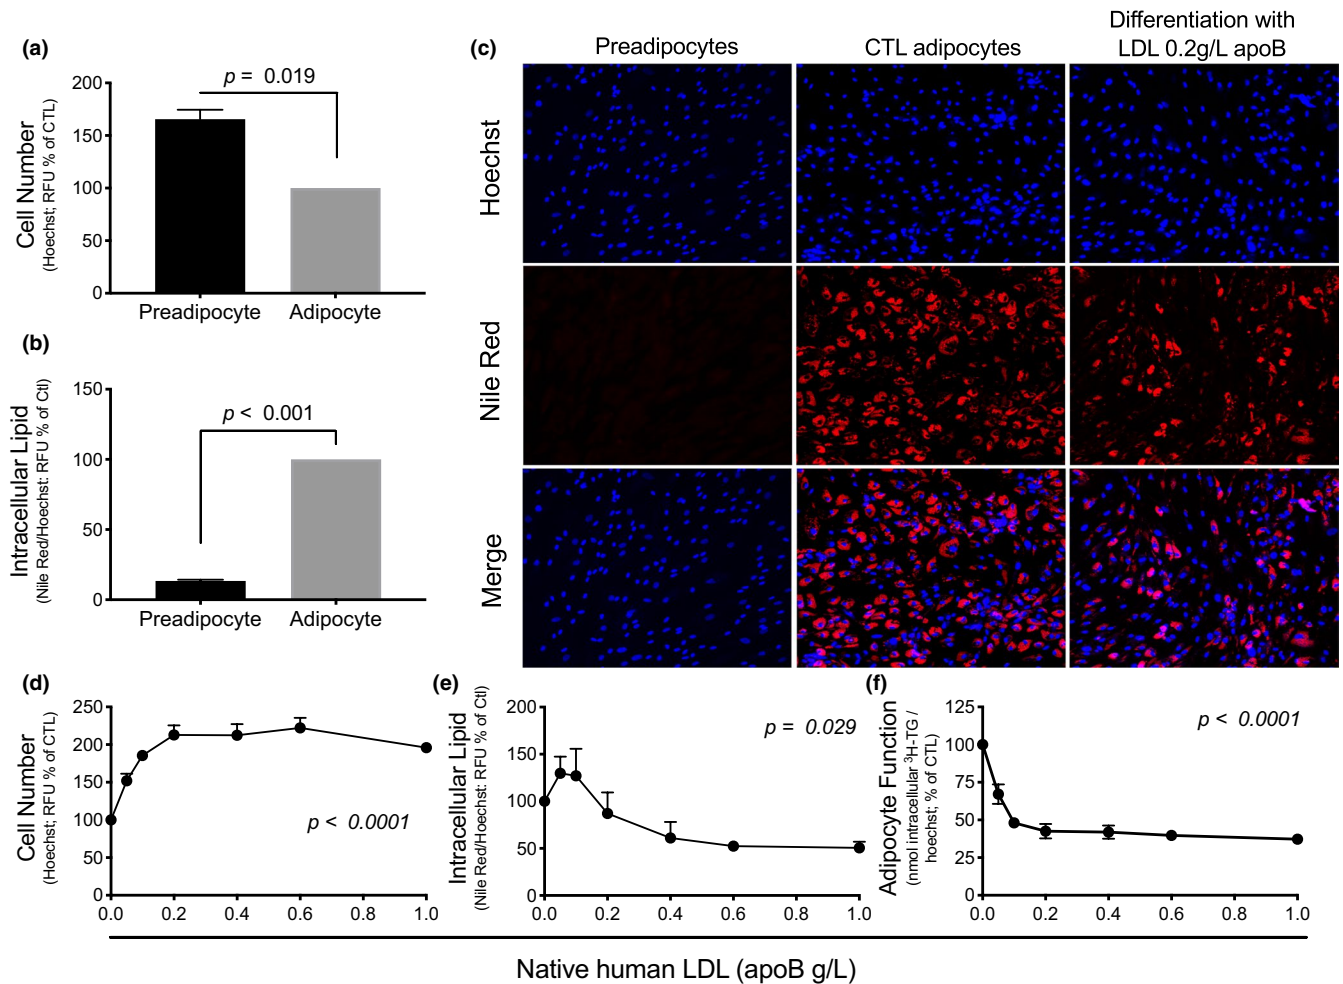 (a)
Cell Number
(Hoechst; RFU % of CTL)
200
150
100
50
0
p = 0.019
Preadipocyte
Adipocyte
(b)
Intracellular Lipid
(Nile Red/Hoechst: RFU % of Ctl)
150
100
50
0
p < 0.001
Preadipocyte
Adipocyte
(c)
Preadipocytes
CTL adipocytes
Differentiation with
LDL 0.2g/L apoB
Hoechst
Nile Red
Merge
(d)
Cell Number
(Hoechst; RFU % of CTL)
250
200
150
100
50
0
p < 0.0001
0.0 0.2 0.4 0.6 0.8 1.0
(e)
Intracellular Lipid
(Nile Red/Hoechst: RFU % of Ctl)
200
150
100
50
0
p = 0.029
0.0 0.2 0.4 0.6 0.8 1.0
(f)
Adipocyte Function
(nmol intracellular ³H-TG /
hoechst; % of CTL)
125
100
75
50
25
0
p < 0.0001
0.0 0.2 0.4 0.6 0.8 1.0
Native human LDL (apoB g/L)